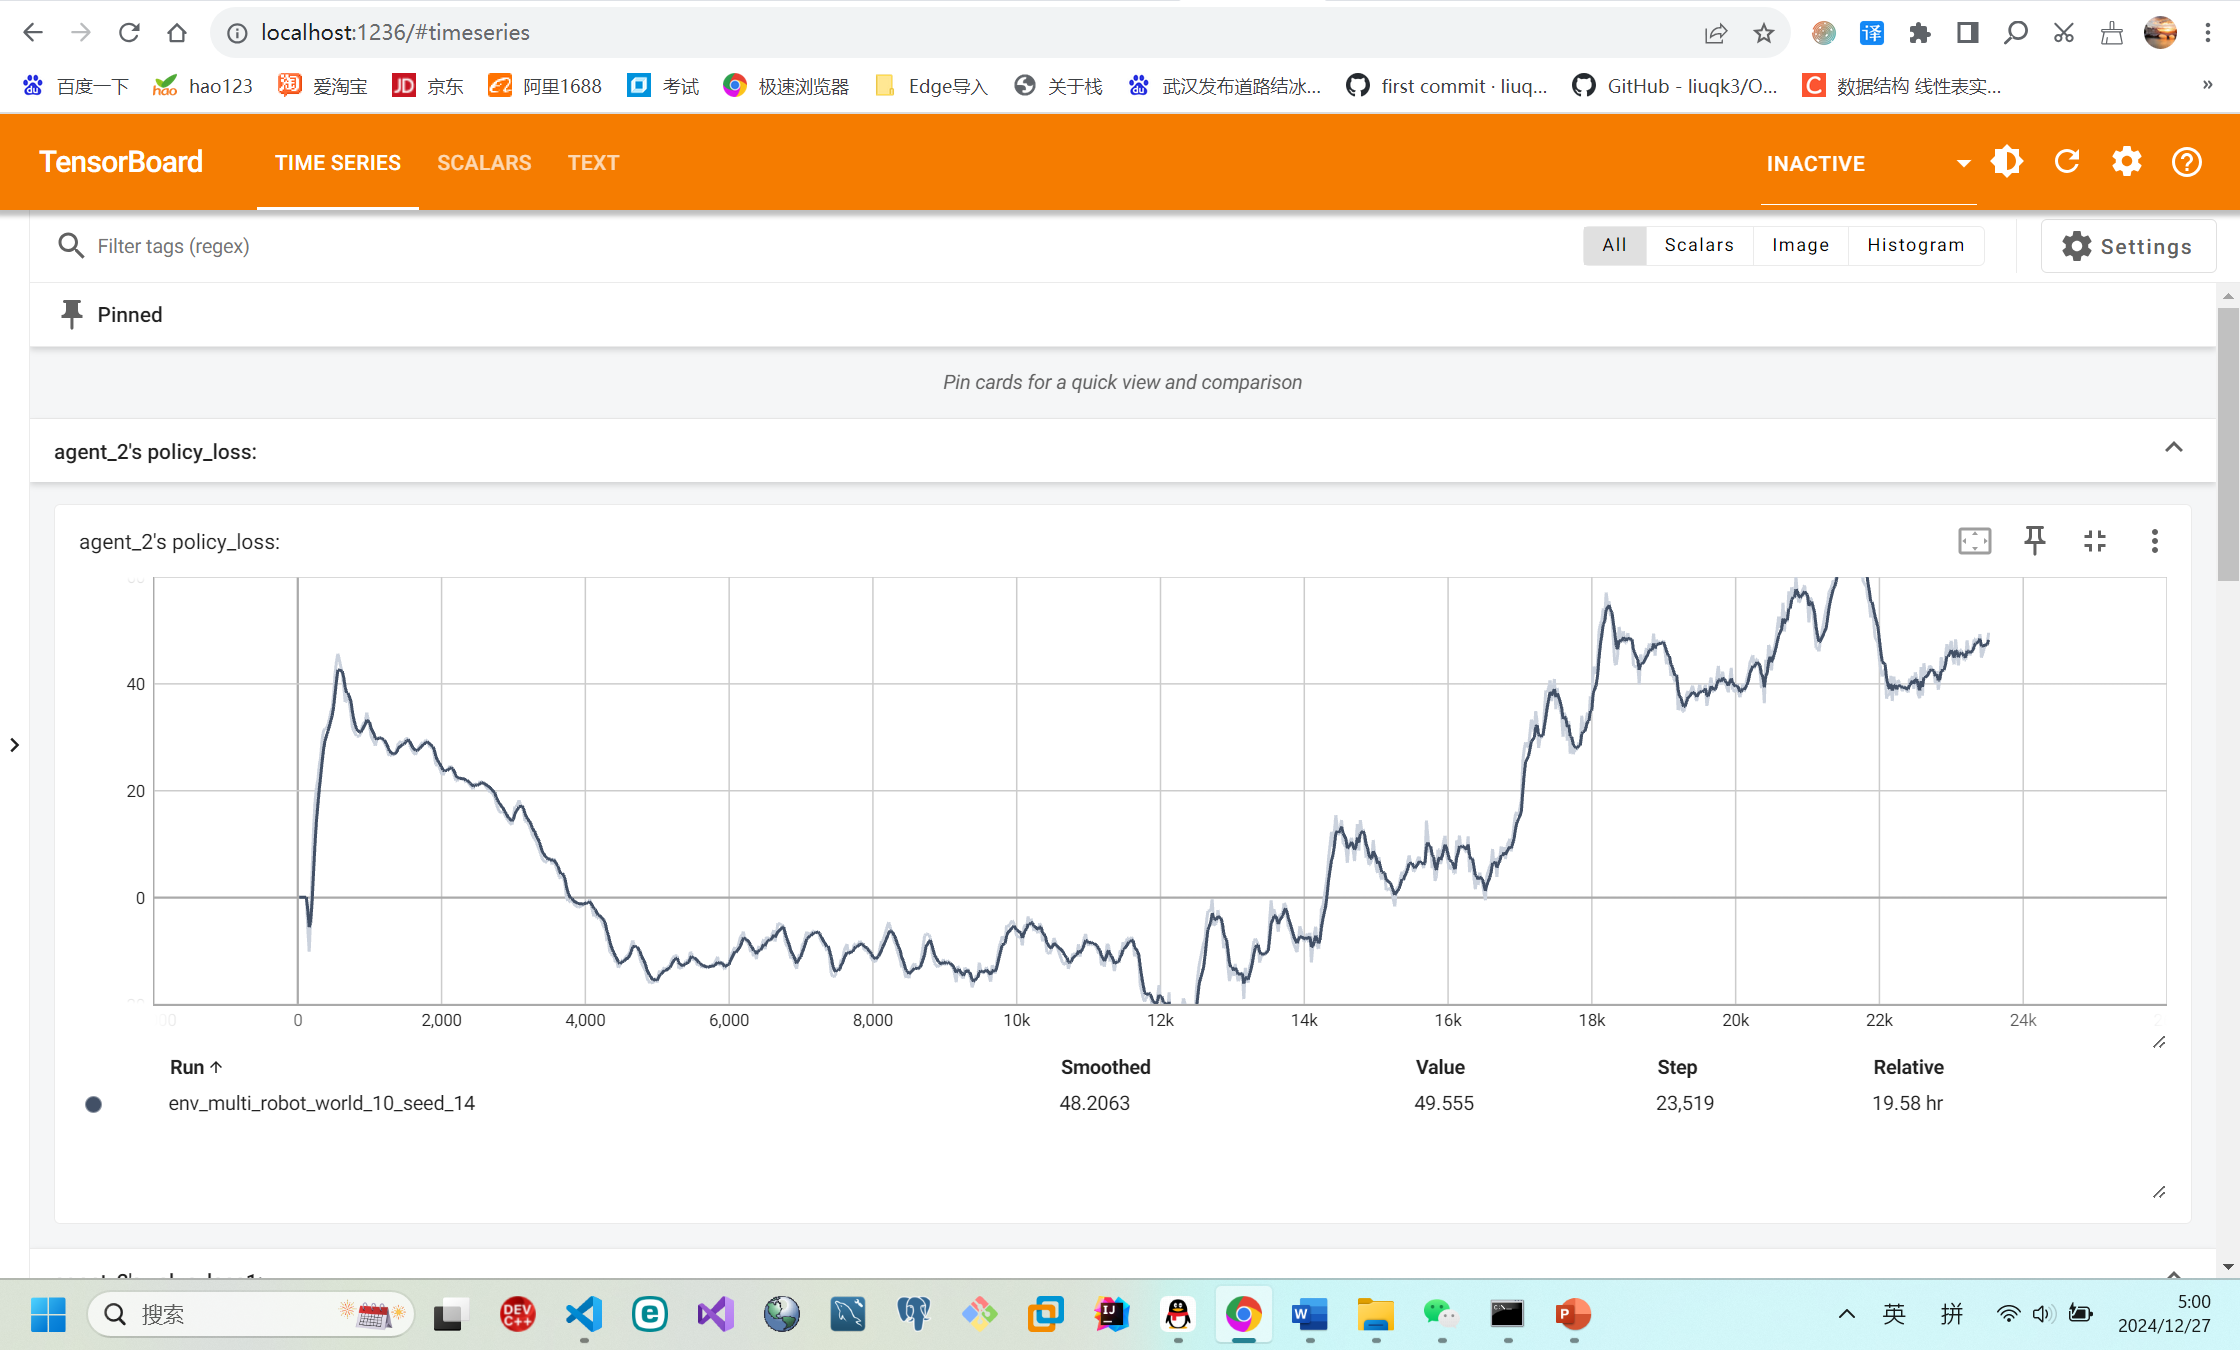 localhost:1236/#timeseries
译
百度一下 hao123 爱淘宝 京东 阿里1688 考试 极速浏览器 Edge导入 关于栈 武汉发布道路结冰... first commit · liuq... GitHub - liuqk3/O... 数据结构 线性表实... »
TensorBoard TIME SERIES SCALARS TEXT INACTIVE
Filter tags (regex) All Scalars Image Histogram Settings
Pinned
Pin cards for a quick view and comparison
agent_2's policy_loss:
agent_2's policy_loss:
40
20
0
0 2,000 4,000 6,000 8,000 10k 12k 14k 16k 18k 20k 22k 24k
Run Smoothed Value Step Relative
env_multi_robot_world_10_seed_14 48.2063 49.555 23,519 19.58 hr
搜索 英 拼 5:00
2024/12/27